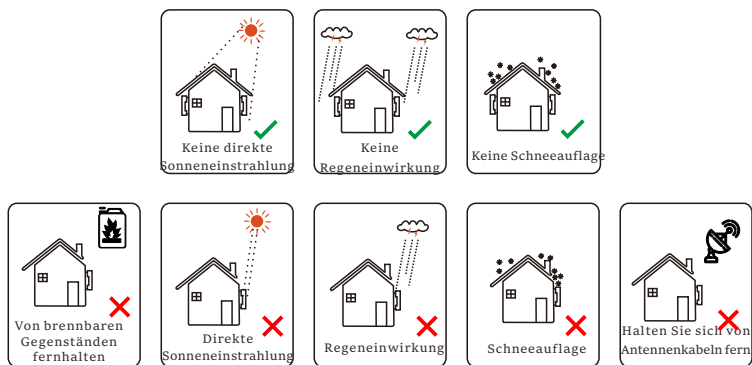 Keine direkte
Sonneneinstrahlung
Keine
Regeneinwirkung
Keine Schneeauflage
Von brennbaren
Gegenständen
fernhalten
Direkte
Sonneneinstrahlung
Regeneinwirkung
Schneeauflage
Halten Sie sich von
Antennenkabeln fern